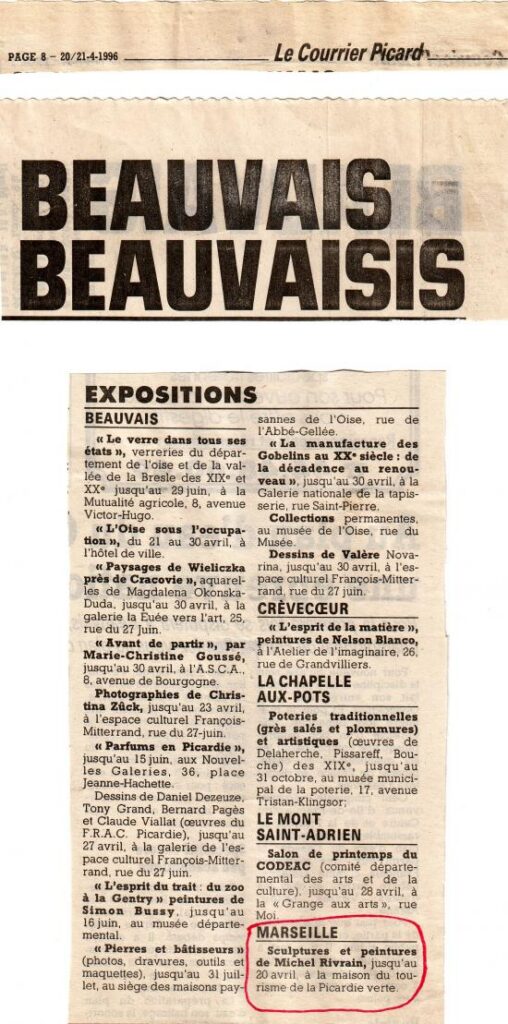 PAGE 8 – 20/21-4-1996
Le Courrier Picard
BEAUVAIS
BEAUVAISIS
EXPOSITIONS
BEAUVAIS
« Le verre dans tous ses
états », verreries du dépar-
tement de l'oise et de la val-
lée de la Bresle des XIXe et
XXe jusqu'au 29 juin, à la
Mutualité agricole, 8, avenue
Victor-Hugo.
« L'Oise sous l'occupa-
tion », du 21 au 30 avril, à
l'hôtel de ville.
« Paysages de Wieliczka
près de Cracovie », aquarel-
les de Magdalena Okonska-
Duda, jusqu'au 30 avril, à la
galerie la Euée vers l'art, 25,
rue du 27 Juin.
« Avant de partir », par
Marie-Christine Goussé,
jusqu'au 30 avril, à l'A.S.C.A.,
8, avenue de Bourgogne.
Photographies de Chris-
tina Zûck, jusqu'au 23 avril,
à l'espace culturel François-
Mitterrand, rue du 27-juin.
« Parfums en Picardie »,
jusqu'au 15 juin, aux Nouvel-
les Galeries, 36, place
Jeanne-Hachette.
Dessins de Daniel Dezeuze,
Tony Grand, Bernard Pagès
et Claude Viallat (œuvres du
F.R.A.C. Picardie), jusqu'au
27 avril, à la galerie de l'es-
pace culturel François-Mitter-
rand, rue du 27 juin.
« L'esprit du trait : du zoo
à la Gentry » peintures de
Simon Bussy, jusqu'au
16 juin, au musée départe-
mental.
« Pierres et bâtisseurs »
(photos, dravures, outils et
maquettes), jusqu'au 31 juil-
let, au siège des maisons pay-
sannes de l'Oise, rue de
l'Abbé-Gellée.
« La manufacture des
Gobelins au XXe siècle : de
la décadence au renou-
veau », jusqu'au 30 avril, à la
Galerie nationale de la tapis-
serie, rue Saint-Pierre.
Collections permanentes,
au musée de l'Oise, rue du
Musée.
Dessins de Valère Nova-
rina, jusqu'au 30 avril, à l'es-
pace culturel François-Mitter-
rand, rue du 27 juin.
CRÈVECŒUR
« L'esprit de la matière »,
peintures de Nelson Blanco,
à l'Atelier de l'imaginaire, 26,
rue de Grandvilliers.
LA CHAPELLE
AUX-POTS
Poteries traditionnelles
(grès salés et plommures)
et artistiques (œuvres de
Delaherche, Pissareff, Bou-
che) des XIXe, jusqu'au
31 octobre, au musée munici-
pal de la poterie, 17, avenue
Tristan-Klingsor;
LE MONT
SAINT-ADRIEN
Salon de printemps du
CODEAC (comité départe-
mental des arts et de la
culture), jusqu'au 28 avril, à
la « Grange aux arts », rue
Moi.
MARSEILLE
Sculptures et peintures
de Michel Rivrain, jusqu'au
20 avril, à la maison du tou-
risme de la Picardie verte.